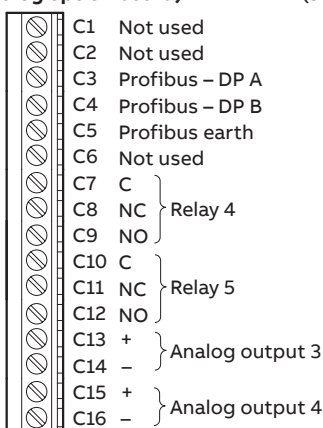 C1 Not used
C2 Not used
C3 Profibus – DP A
C4 Profibus – DP B
C5 Profibus earth
C6 Not used
C7 C
C8 NC Relay 4
C9 NO
C10 C
C11 NC Relay 5
C12 NO
C13 +
Analog output 3
C14 –
C15 +
Analog output 4
C16 –